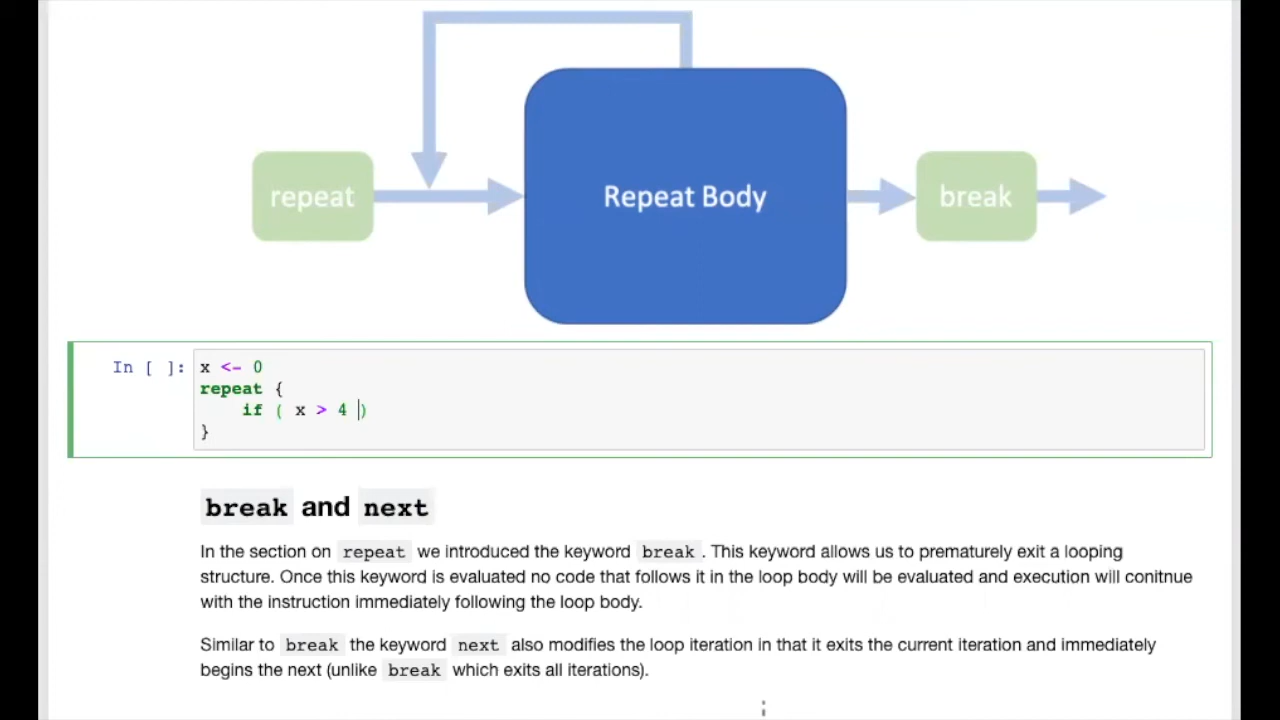 repeat
Repeat Body
break
In [ ]:
x <- 0
repeat {
    if ( x > 4 )
}
break and next
In the section on repeat we introduced the keyword break . This keyword allows us to prematurely exit a looping
structure. Once this keyword is evaluated no code that follows it in the loop body will be evaluated and execution will conitnue
with the instruction immediately following the loop body.
Similar to break the keyword next also modifies the loop iteration in that it exits the current iteration and immediately
begins the next (unlike break which exits all iterations).